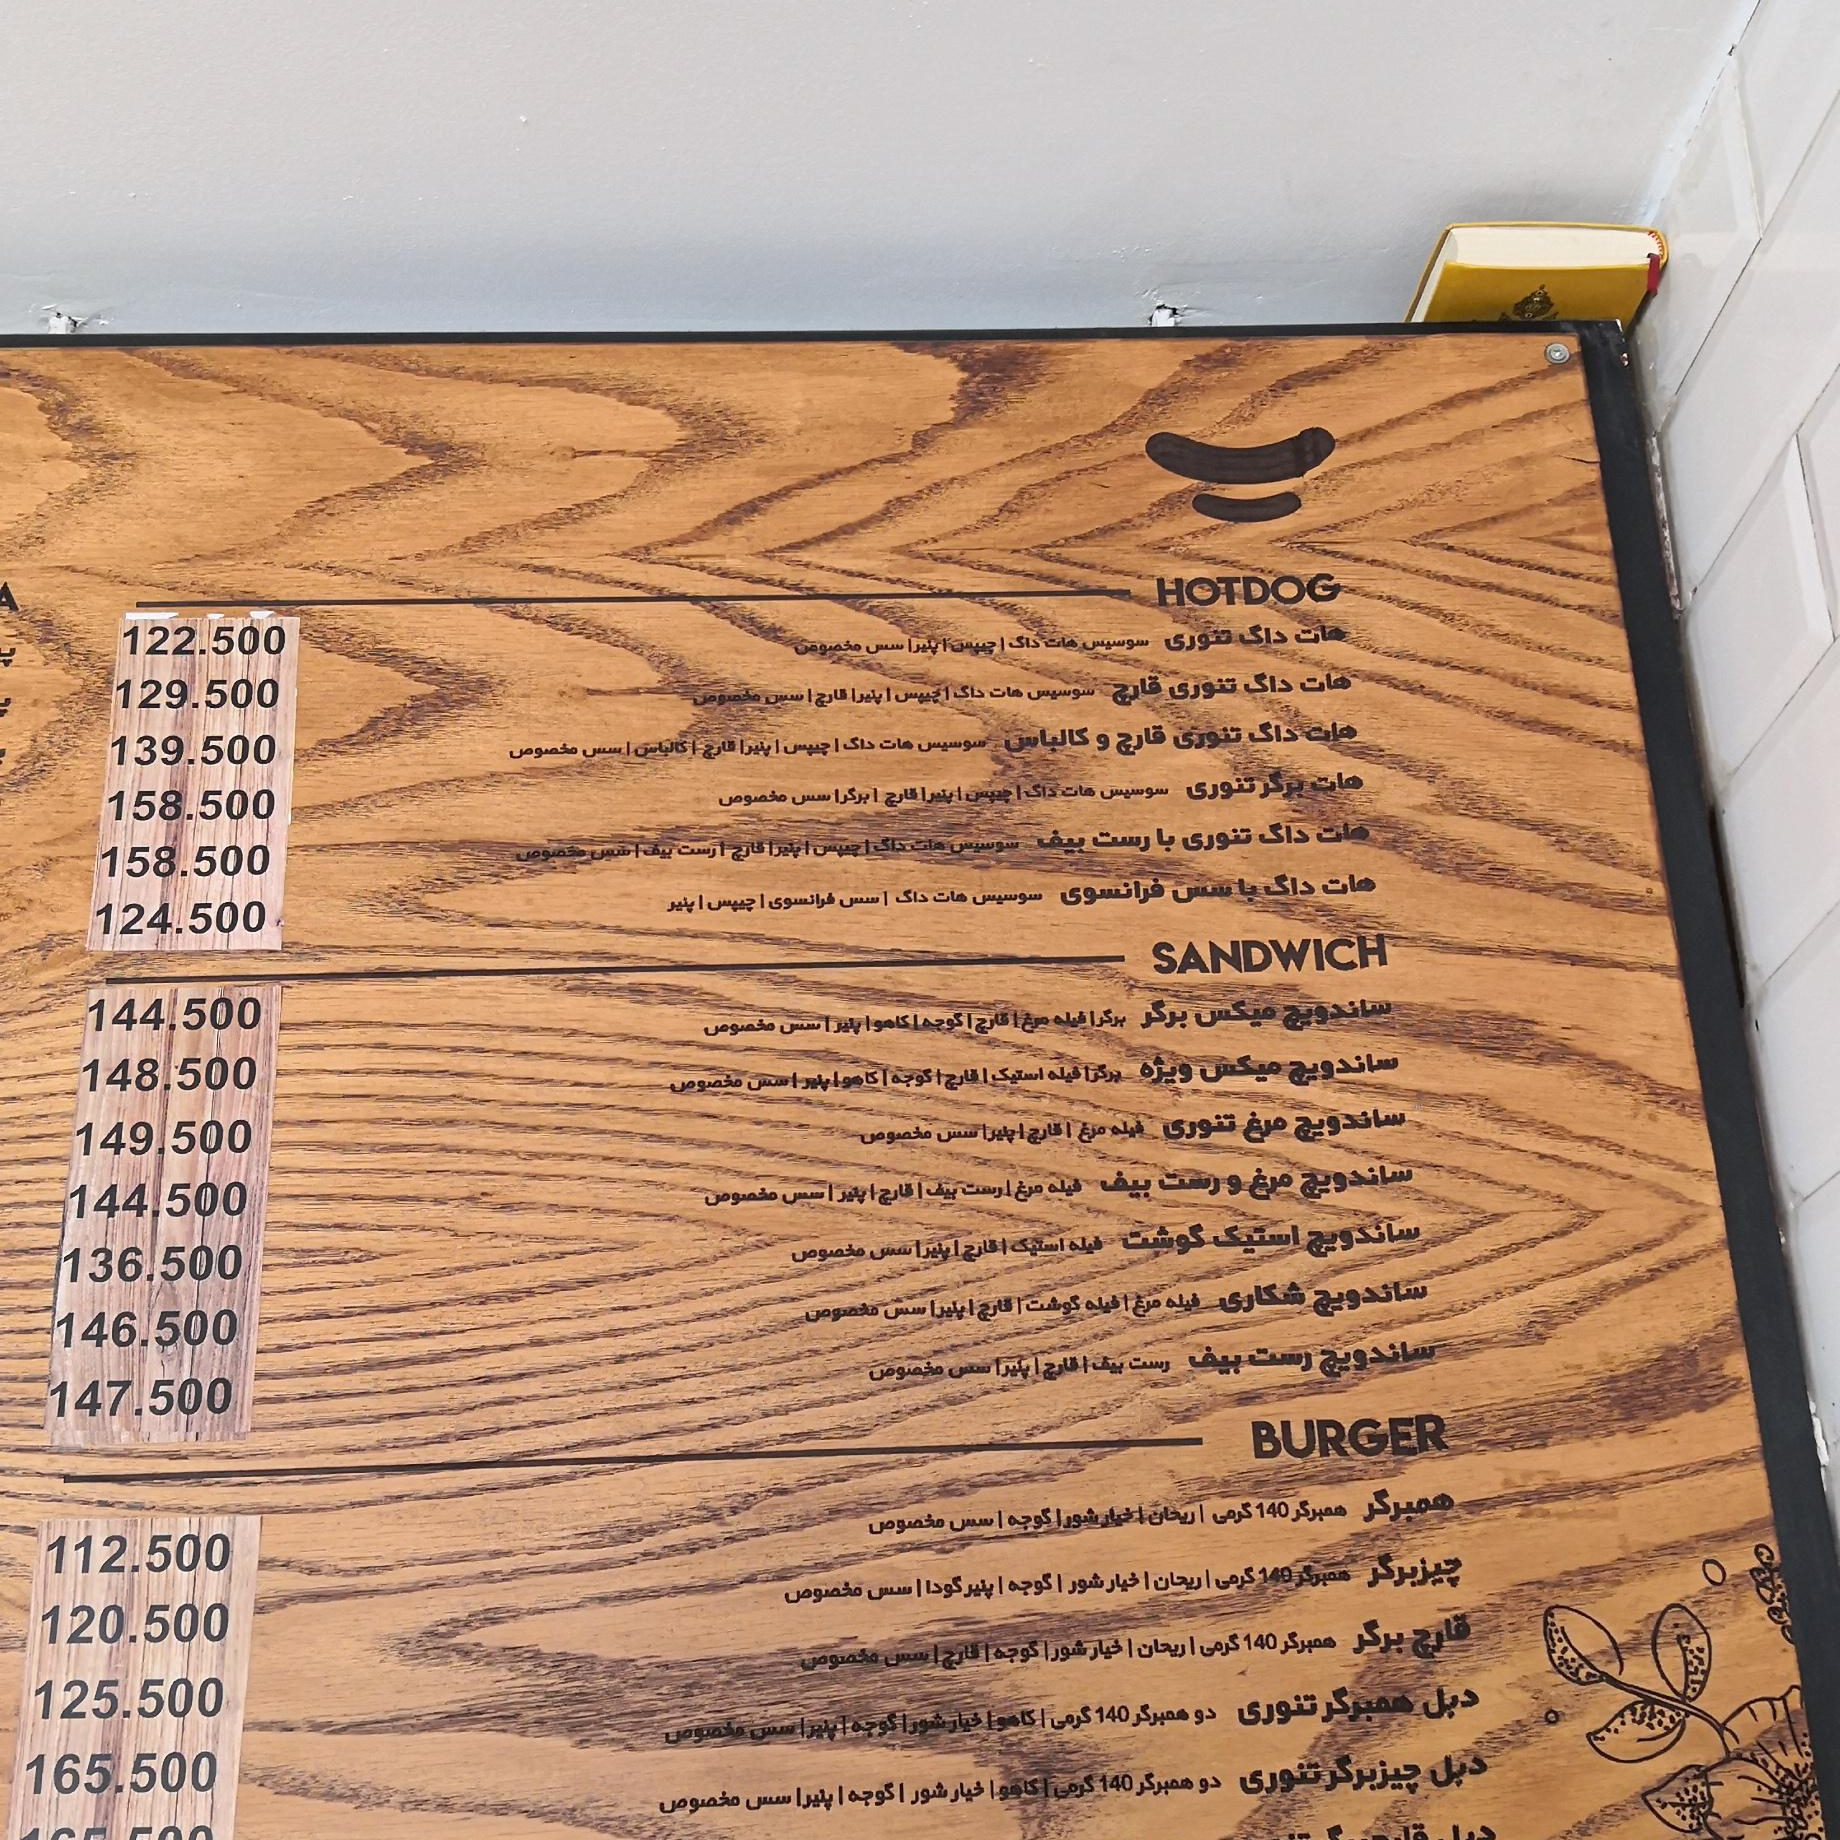 HOTDOG
هات داگ تنوری سوسیس هات داگ | چیپس | پنیر | سس مخصوص 122.500
هات داگ تنوری قارچ سوسیس هات داگ | چیپس | پنیر | قارچ | سس مخصوص 129.500
هات داگ تنوری قارچ و کالباس سوسیس هات داگ | چیپس | پنیر | قارچ | کالباس | سس مخصوص 139.500
هات برگر تنوری سوسیس هات داگ | چیپس | پنیر | قارچ | برگر | سس مخصوص 158.500
هات داگ تنوری با رست بیف سوسیس هات داگ | چیپس | پنیر | قارچ | رست بیف | سس مخصوص 158.500
هات داگ با سس فرانسوی سوسیس هات داگ | سس فرانسوی | چیپس | پنیر 124.500
SANDWICH
ساندویچ میکس برگر برگر | فیله مرغ | قارچ | گوجه | کاهو | پنیر | سس مخصوص 144.500
ساندویچ میکس ویژه برگر | فیله استیک | قارچ | گوجه | کاهو | پنیر | سس مخصوص 148.500
ساندویچ مرغ تنوری فیله مرغ | قارچ | پنیر | سس مخصوص 149.500
ساندویچ مرغ و رست بیف فیله مرغ | رست بیف | قارچ | پنیر | سس مخصوص 144.500
ساندویچ استیک گوشت فیله استیک | قارچ | پنیر | سس مخصوص 136.500
ساندویچ شکاری فیله مرغ | فیله گوشت | قارچ | پنیر | سس مخصوص 146.500
ساندویچ رست بیف رست بیف | قارچ | پنیر | سس مخصوص 147.500
BURGER
همبرگر همبرگر 140 گرمی | ریحان | خیار شور | گوجه | سس مخصوص 112.500
چیزبرگر همبرگر 140 گرمی | ریحان | خیار شور | گوجه | پنیر گودا | سس مخصوص 120.500
قارچ برگر همبرگر 140 گرمی | ریحان | خیار شور | گوجه | قارچ | سس مخصوص 125.500
دبل همبرگر تنوری دو همبرگر 140 گرمی | کاهو | خیار شور | گوجه | پنیر | سس مخصوص 165.500
دبل چیزبرگر تنوری دو همبرگر 140 گرمی | کاهو | خیار شور | گوجه | پنیر | سس مخصوص 165.500